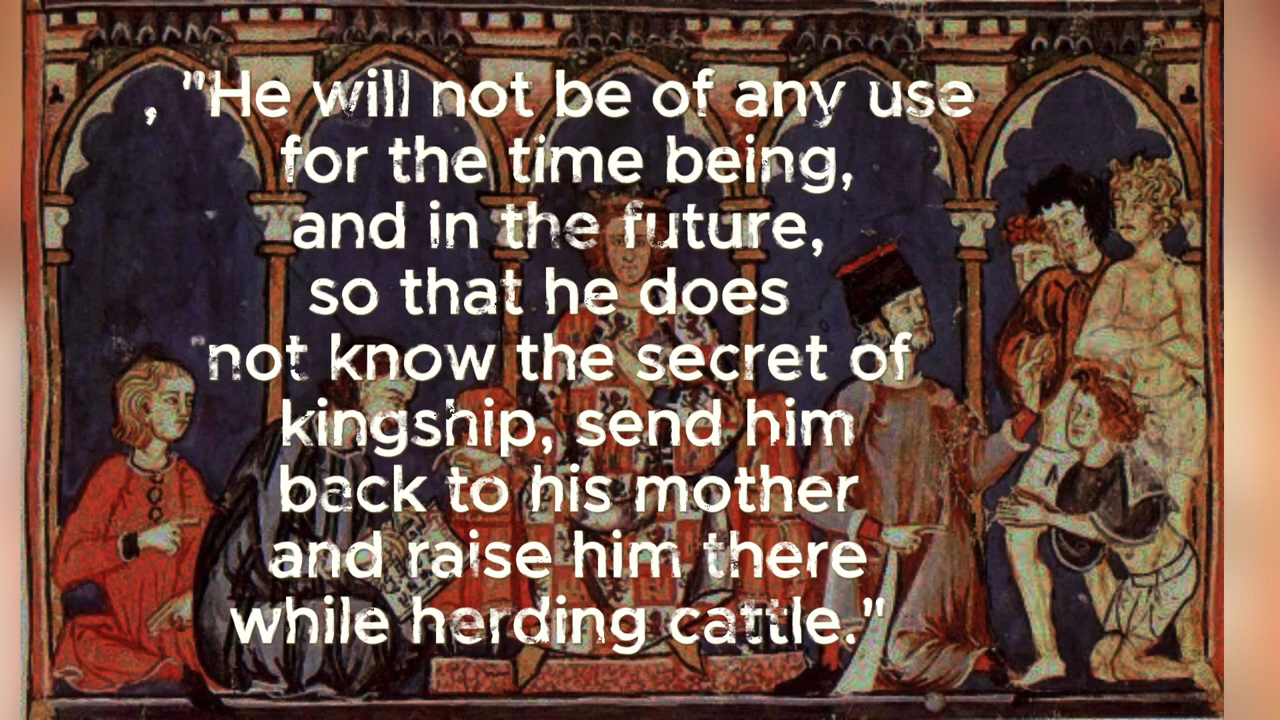 , "He will not be of any use
for the time being,
and in the future,
so that he does
"not know the secret of
kingship, send him
back to his mother
and raise him there
while herding cattle."